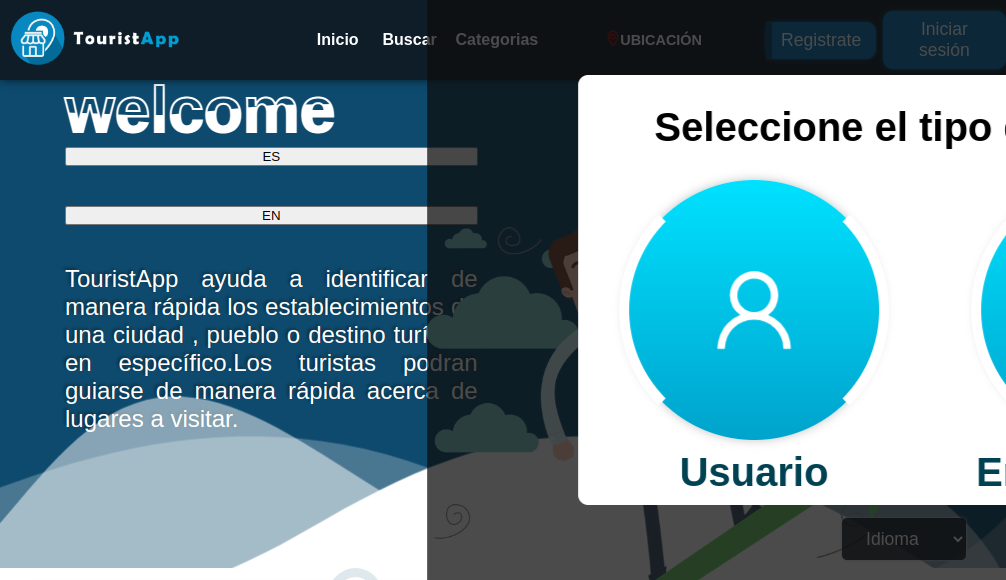 TouristApp
Inicio
Buscar
Categorias
UBICACIÓN
Registrate
Iniciar
sesión
welcome
ES
EN
TouristApp ayuda a identificar de
manera rápida los establecimientos de
una ciudad , pueblo o destino turí
en específico.Los turistas podran
guiarse de manera rápida acerca de
lugares a visitar.
Seleccione el tipo
Usuario
Idioma